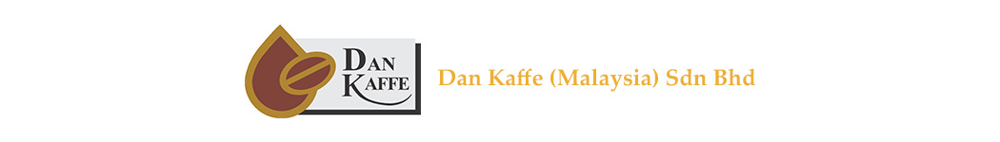 DAN
KAFFE
Dan Kaffe (Malaysia) Sdn Bhd